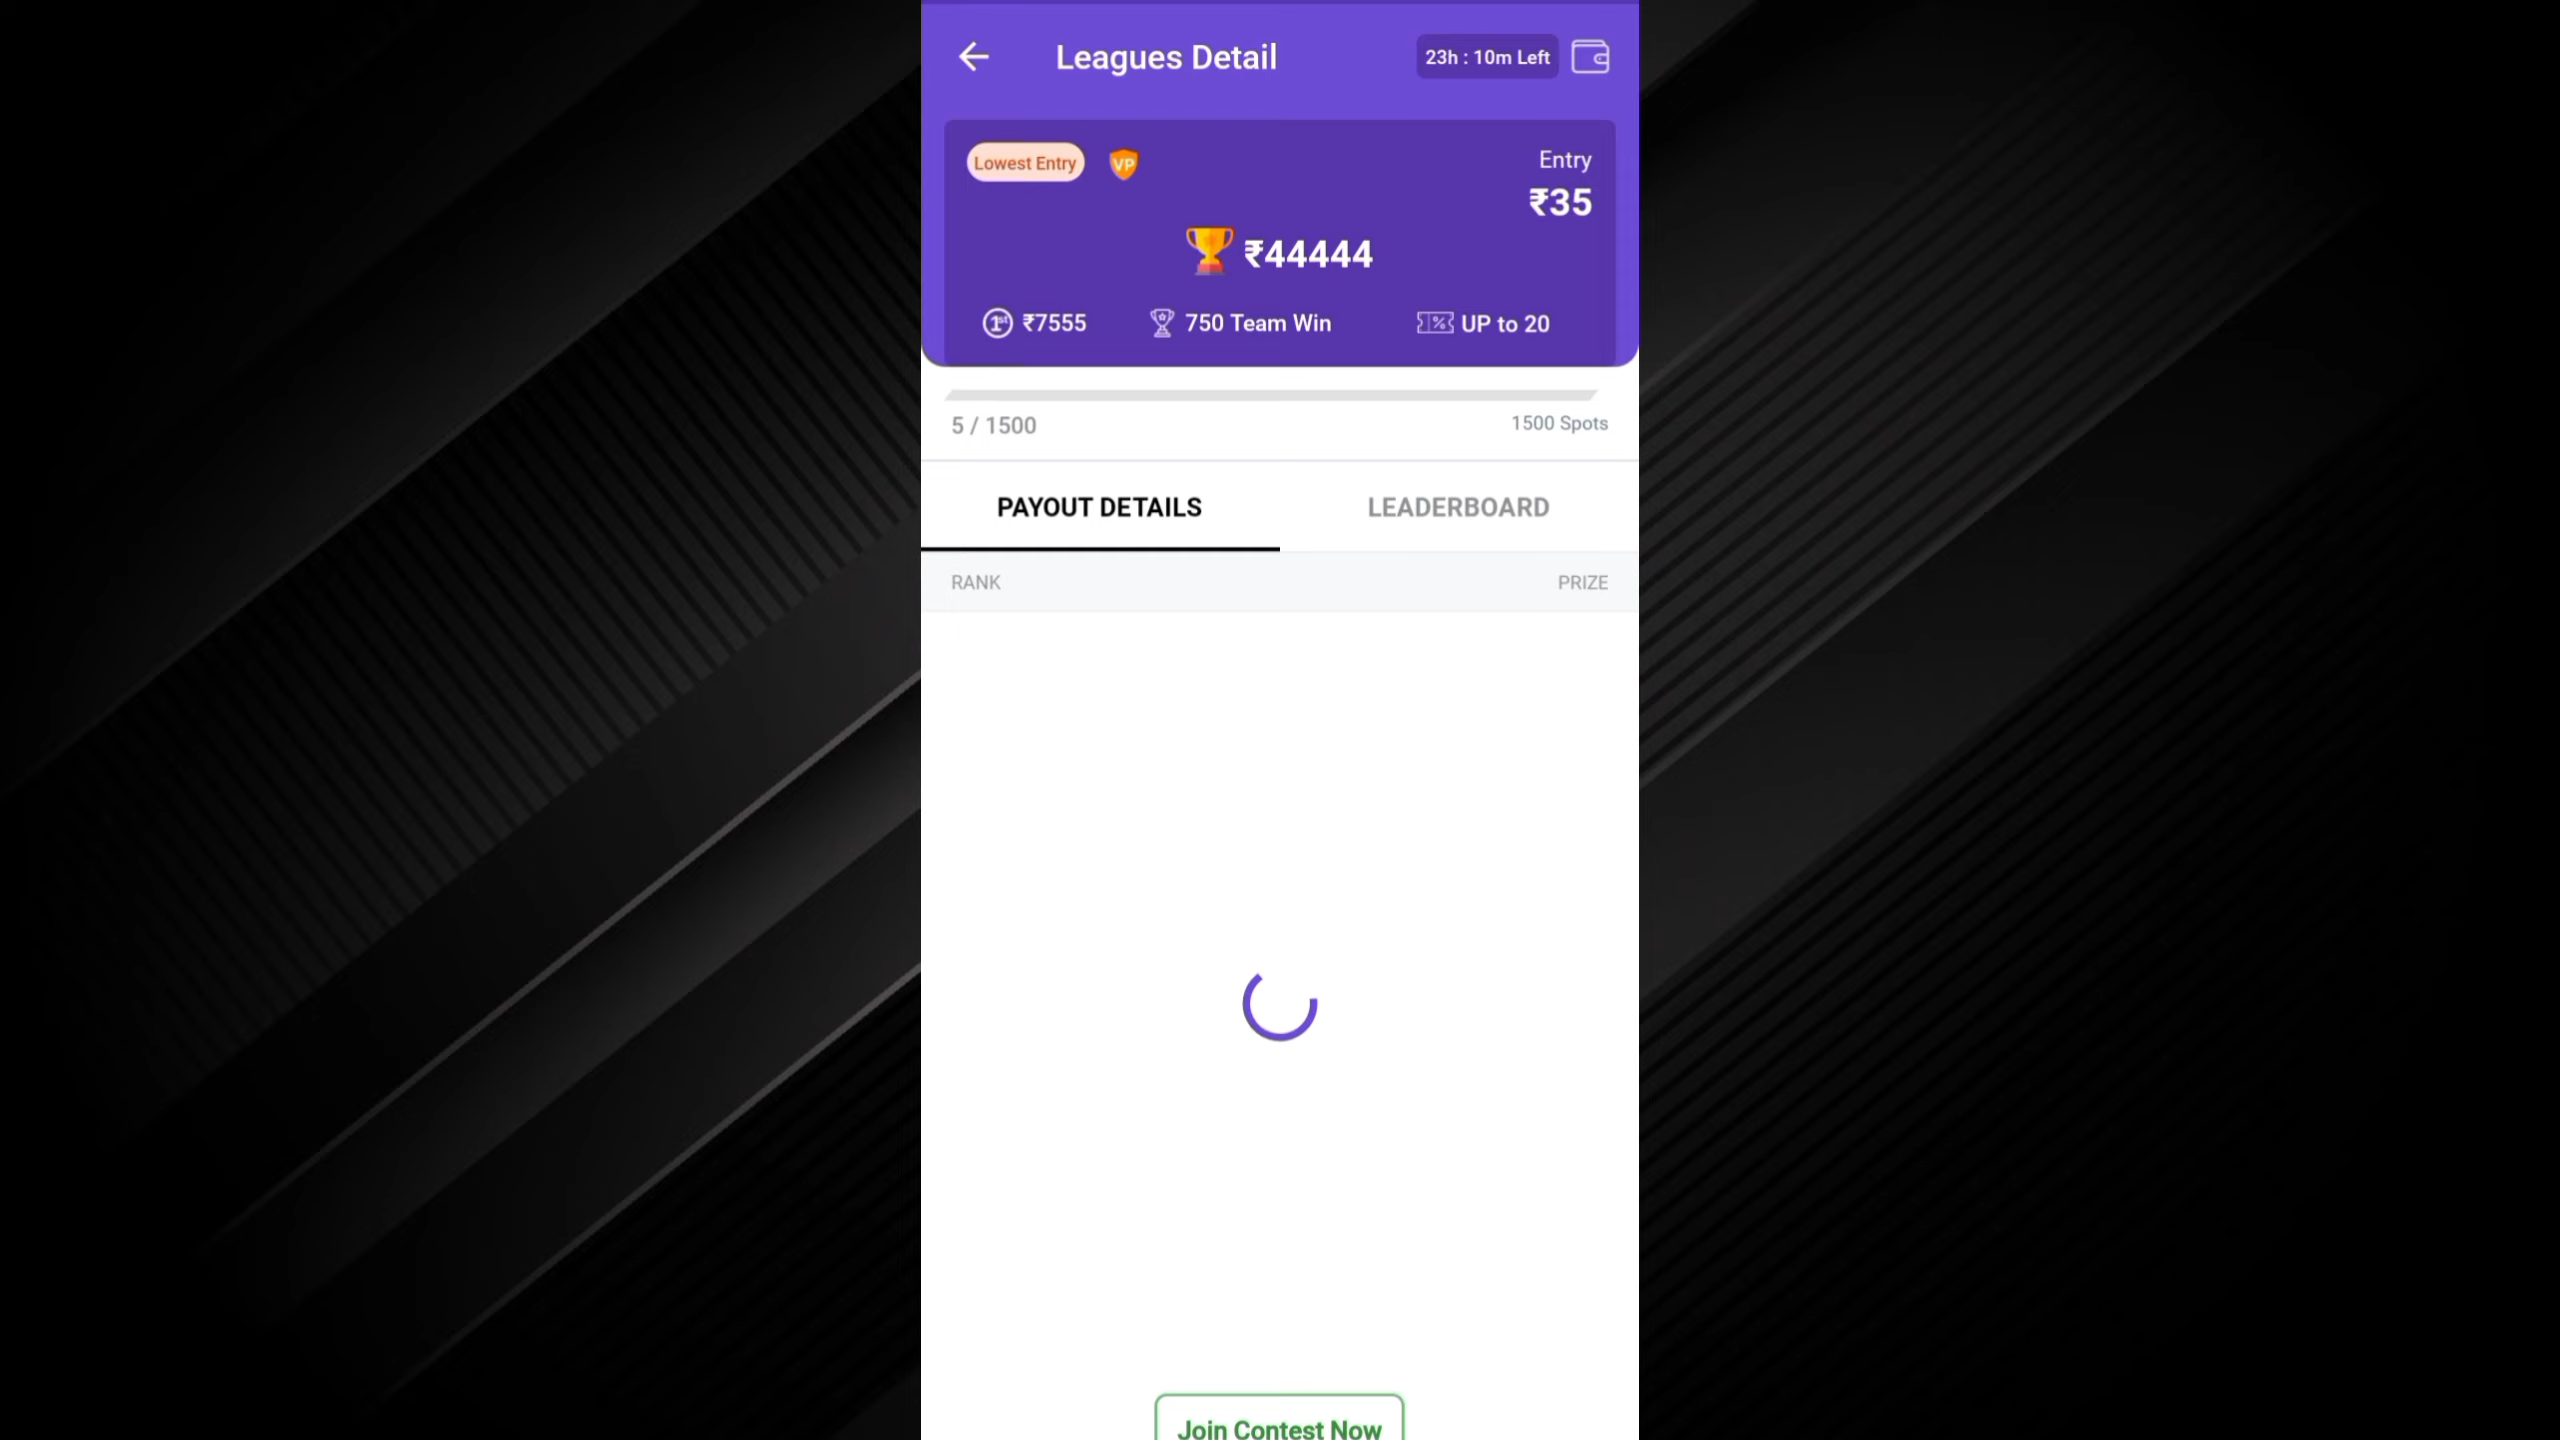 Leagues Detail
23h : 10m Left
Lowest Entry
VP
Entry
₹35
₹44444
1st ₹7555
750 Team Win
% UP to 20
5 / 1500
1500 Spots
PAYOUT DETAILS
LEADERBOARD
RANK
PRIZE
Join Contest Now